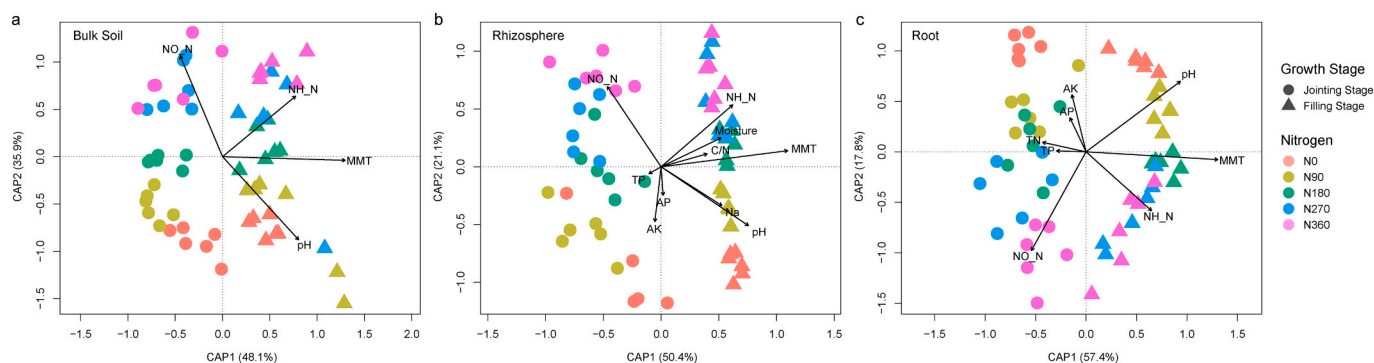 a
Bulk Soil
NO_N
NH_N
MMT
pH
CAP2 (35.9%)
1.0
0.5
0.0
−0.5
−1.0
−1.5
−1.5 −1.0 −0.5 0.0 0.5 1.0 1.5 2.0
CAP1 (48.1%)
b
Rhizosphere
NO_N
NH_N
Moisture
C/N
MMT
TP
AP
AK
Na
pH
CAP2 (21.1%)
1.0
0.5
0.0
−0.5
−1.0
−1.5 −1.0 −0.5 0.0 0.5 1.0 1.5
CAP1 (50.4%)
c
Root
pH
AK
AP
TN
TP
MMT
NH_N
NO_N
CAP2 (17.8%)
1.0
0.5
0.0
−0.5
−1.0
−1.5
−1.5 −1.0 −0.5 0.0 0.5 1.0 1.5
CAP1 (57.4%)
Growth Stage
Jointing Stage
Filling Stage
Nitrogen
N0
N90
N180
N270
N360